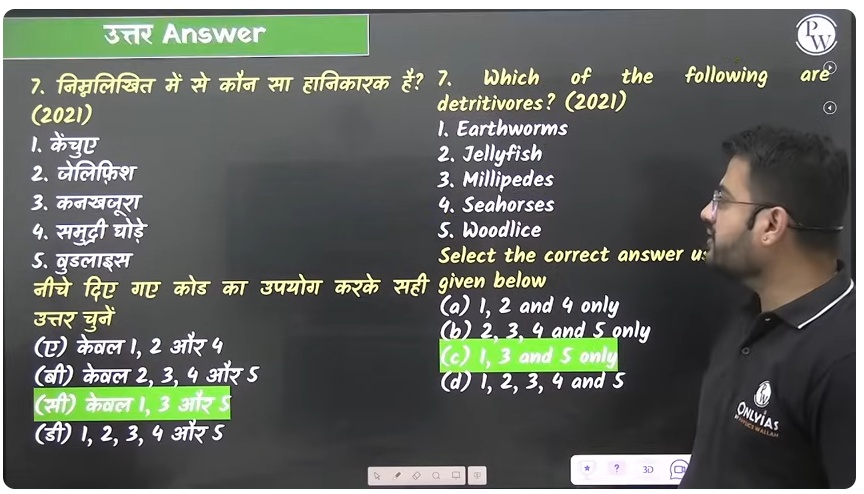 उत्तर Answer
PW
7. निम्नलिखित में से कौन सा हानिकारक है?
(2021)
1. केंचुए
2. जेलिफ़िश
3. कनखजूरा
4. समुद्री घोड़े
5. वुडलाइस
नीचे दिए गए कोड का उपयोग करके सही
उत्तर चुनें
(ए) केवल 1, 2 और 4
(बी) केवल 2, 3, 4 और 5
(सी) केवल 1, 3 और 5
(डी) 1, 2, 3, 4 और 5
7. Which of the following are
detritivores? (2021)
1. Earthworms
2. Jellyfish
3. Millipedes
4. Seahorses
5. Woodlice
Select the correct answer
given below
(a) 1, 2 and 4 only
(b) 2, 3, 4 and 5 only
(c) 1, 3 and 5 only
(d) 1, 2, 3, 4 and 5
ONLYIAS
PHYSICS WALLAH
3D